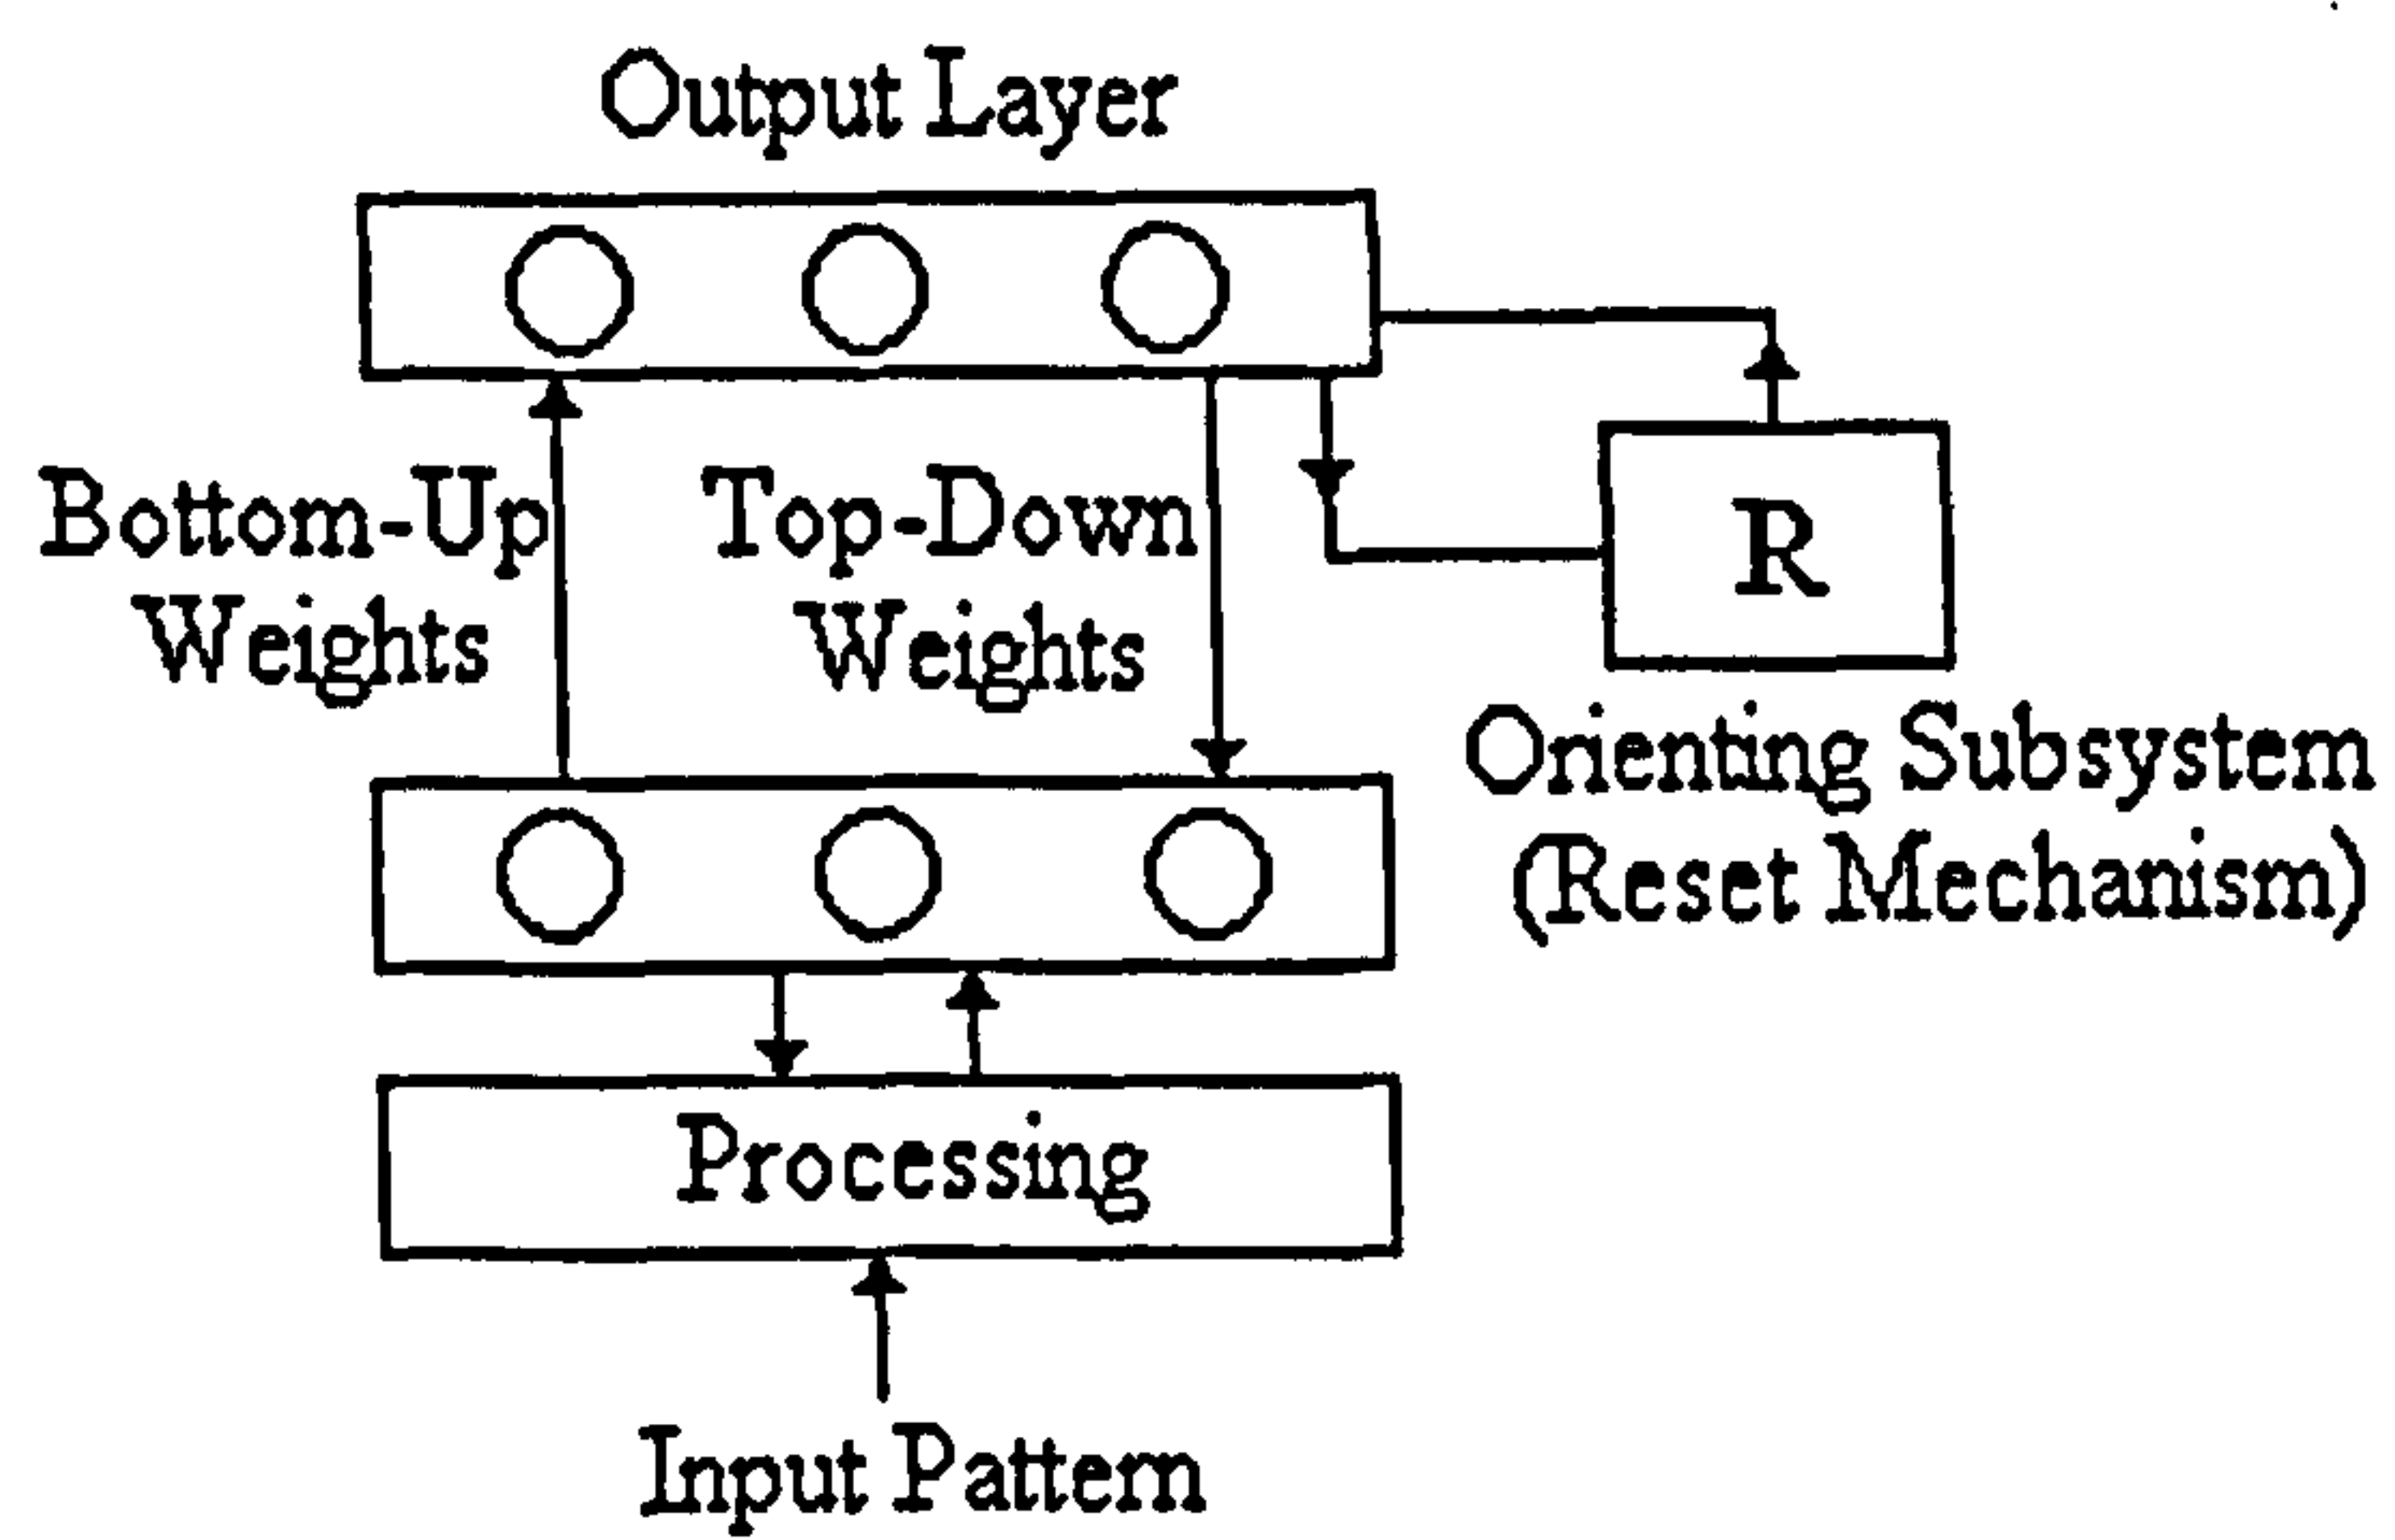 Output Layer
Bottom-Up
Weights
Top-Down
Weights
R
Orienting Subsystem
(Reset Mechanism)
Processing
Input Pattern